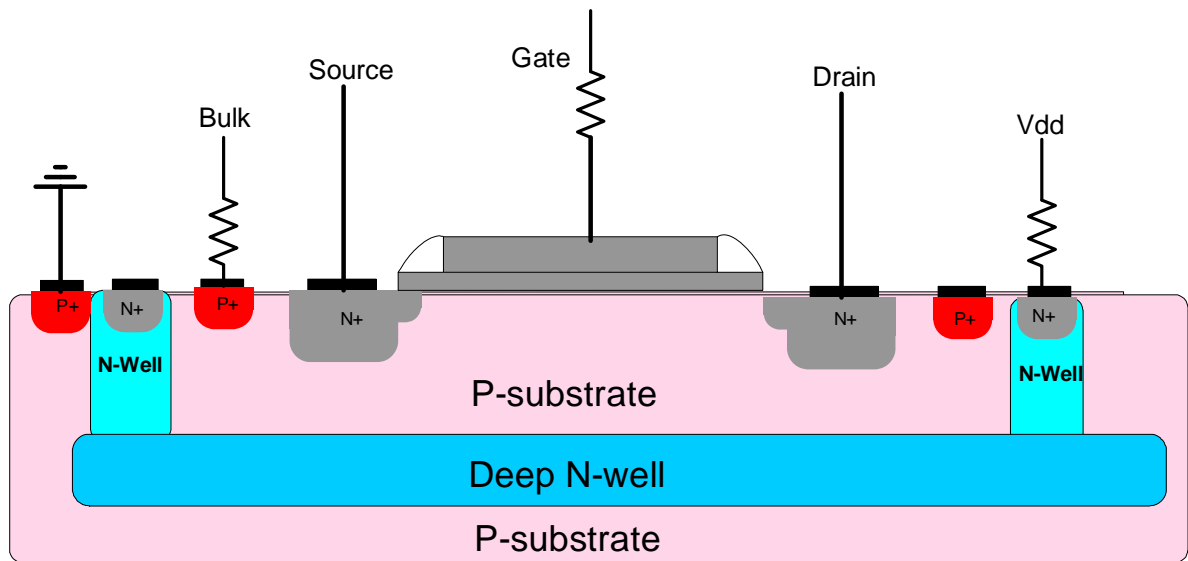 Gate
Source
Drain
Bulk
Vdd
P+
N+
P+
N+
N+
P+
N+
N-Well
N-Well
P-substrate
Deep N-well
P-substrate